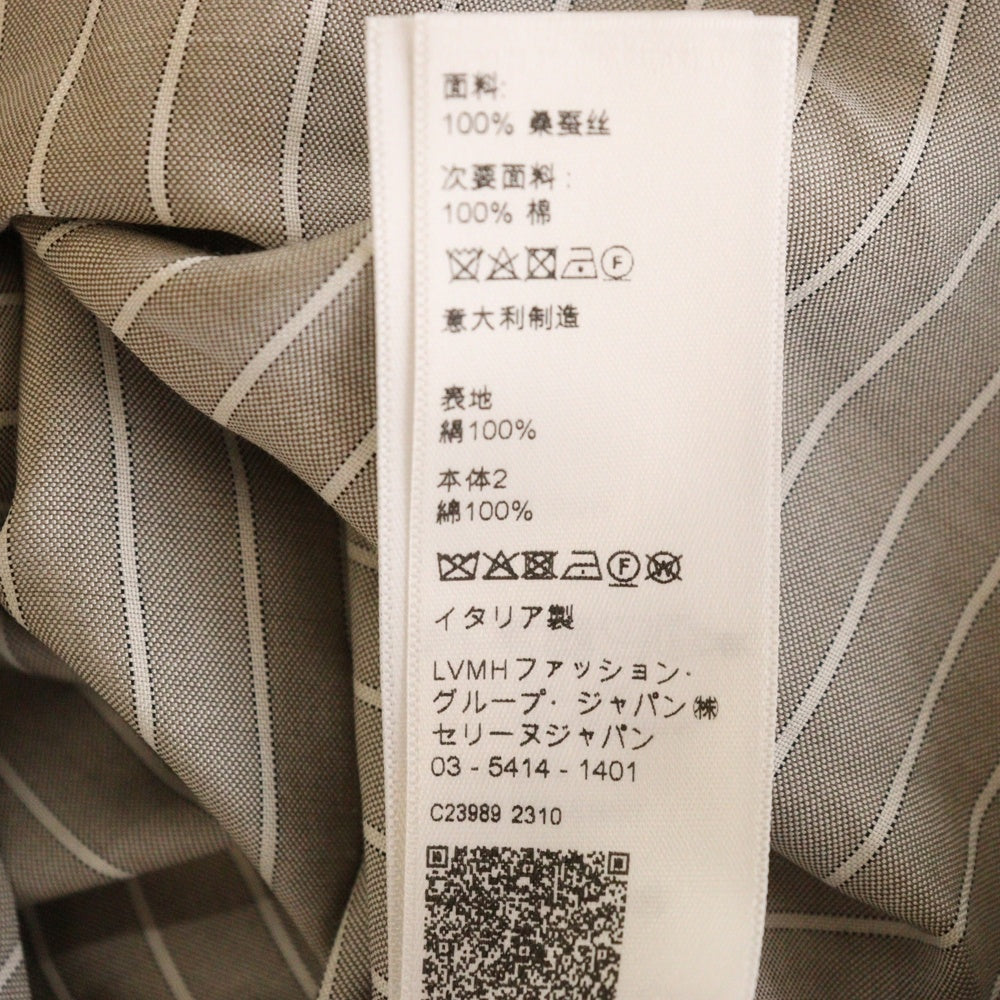 面料:
100% 桑蚕丝
次要面料:
100% 棉
F
意大利制造
表地
絹100%
本体2
綿100%
F W
イタリア製
LVMHファッション·
グループ· ジャパン㈱
セリーヌジャパン
03 - 5414 - 1401
C23989 2310